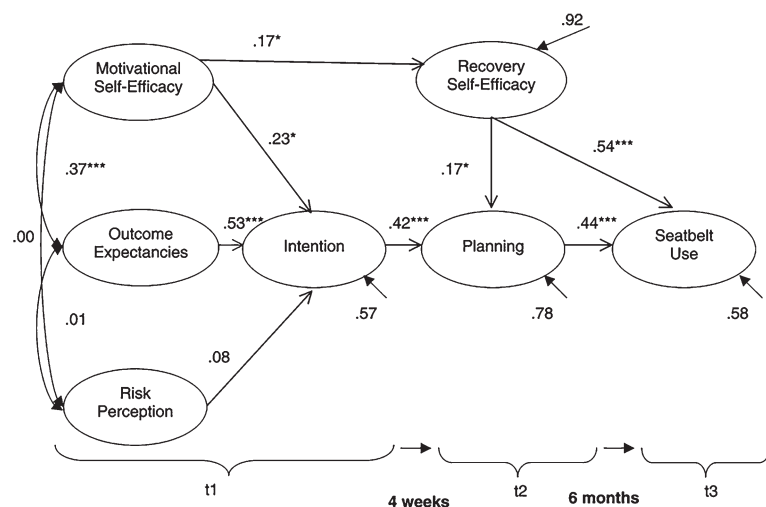 .92
.17*
Motivational
Self-Efficacy
Recovery
Self-Efficacy
.23*
.54***
.37***
.17*
.00
Outcome
Expectancies
.53***
Intention
.42***
Planning
.44***
Seatbelt
Use
.57
.78
.58
.01
.08
Risk
Perception
t1
4 weeks
t2
6 months
t3